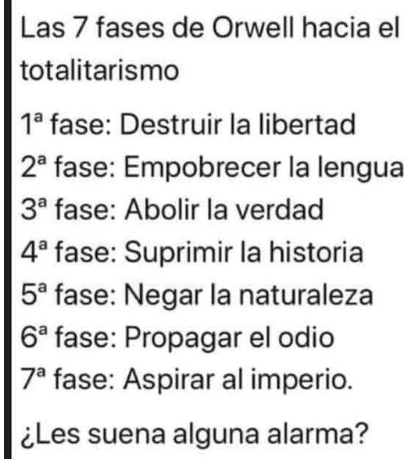 Las 7 fases de Orwell hacia el
totalitarismo
1ª fase: Destruir la libertad
2ª fase: Empobrecer la lengua
3ª fase: Abolir la verdad
4ª fase: Suprimir la historia
5ª fase: Negar la naturaleza
6ª fase: Propagar el odio
7ª fase: Aspirar al imperio.
¿Les suena alguna alarma?